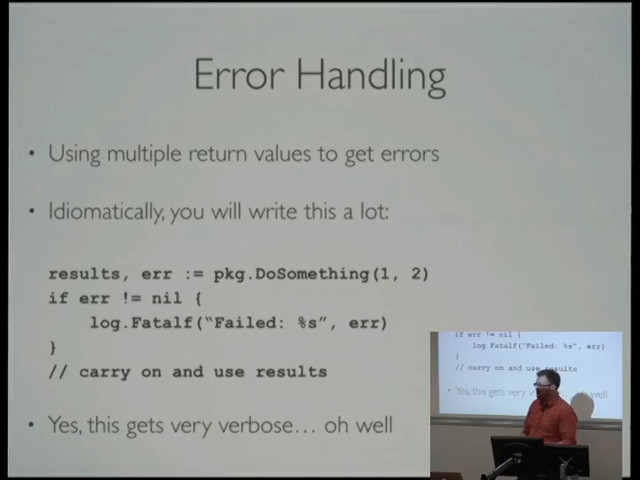 Error Handling
• Using multiple return values to get errors
• Idiomatically, you will write this a lot:
results, err := pkg.DoSomething(1, 2)
if err != nil {
log.Fatalf(“Failed: %s”, err)
}
// carry on and use results
• Yes, this gets very verbose… oh well
if err != nil {
log.Fatalf("Failed: %s", err)
}
// carry on and use results
• Yes, this gets very oh well